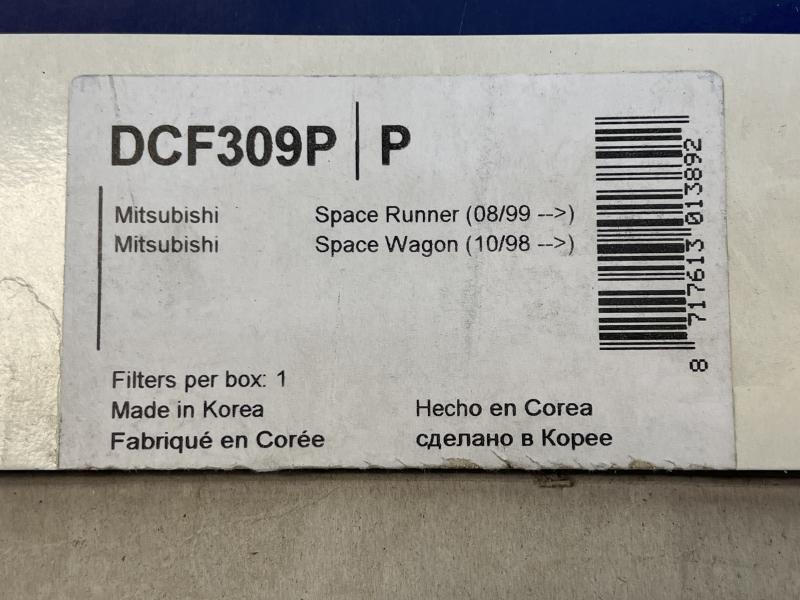 DCF309P | P
Mitsubishi Space Runner (08/99 -->)
Mitsubishi Space Wagon (10/98 -->)
8 717613 013892
Filters per box: 1
Made in Korea Hecho en Corea
Fabriqué en Corée сделано в Корее